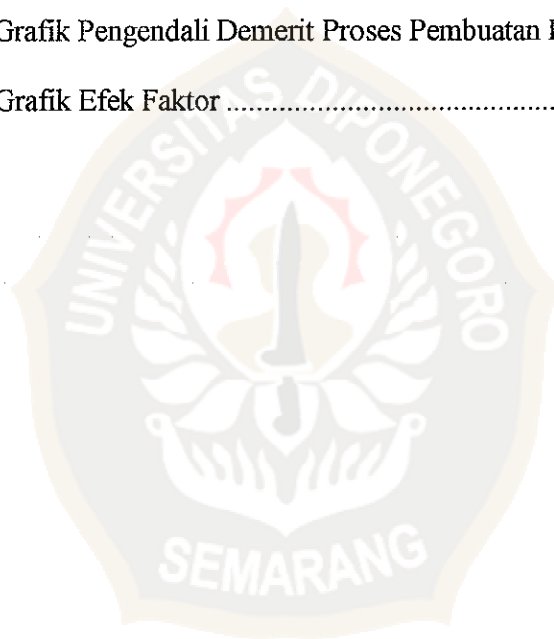 Grafik Pengendali Demerit Proses Pembuatan
Grafik Efek Faktor ................................................
UNIVERSITAS DIPONEGORO
SEMARANG